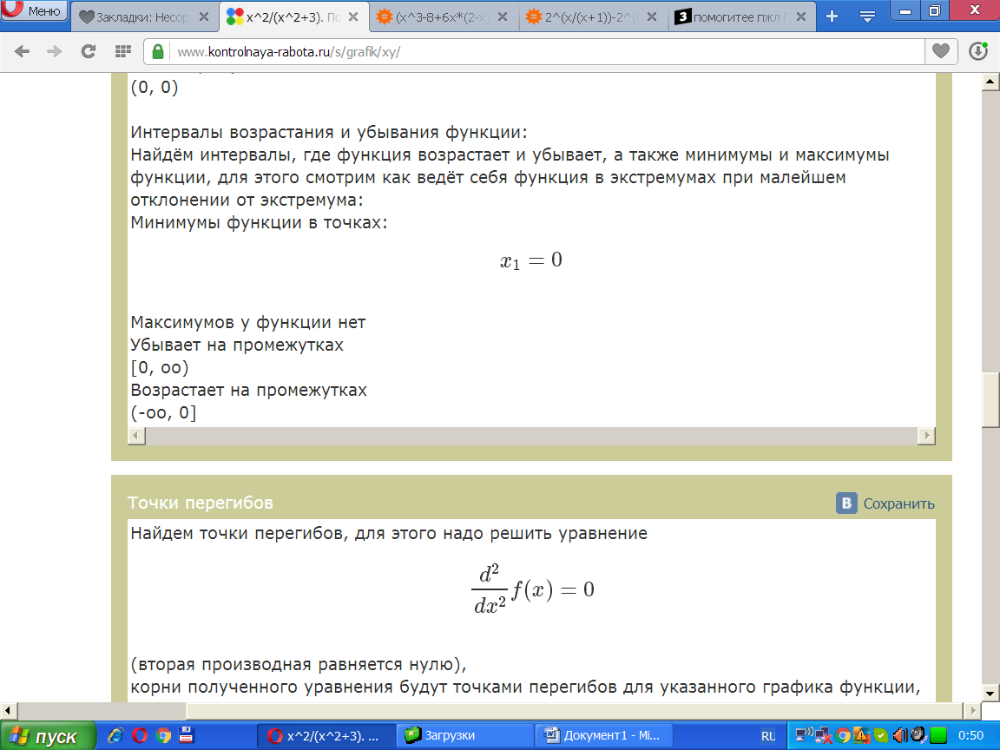 Меню
Закладки: Несор
x^2/(x^2+3). По
(x^3-8+6x*(2-x)
2^(x/(x+1))-2^(
помогитее пжл
www.kontrolnaya-rabota.ru/s/grafik/xy/
(0, 0)
Интервалы возрастания и убывания функции:
Найдём интервалы, где функция возрастает и убывает, а также минимумы и максимумы
функции, для этого смотрим как ведёт себя функция в экстремумах при малейшем
отклонении от экстремума:
Минимумы функции в точках:
x₁ = 0
Максимумов у функции нет
Убывает на промежутках
[0, oo)
Возрастает на промежутках
(-oo, 0]
Точки перегибов
В Сохранить
Найдем точки перегибов, для этого надо решить уравнение
d²/dx² f(x) = 0
(вторая производная равняется нулю),
корни полученного уравнения будут точками перегибов для указанного графика функции,
пуск
x^2/(x^2+3). ...
Загрузки
Документ1 - Mi...
RU
0:50